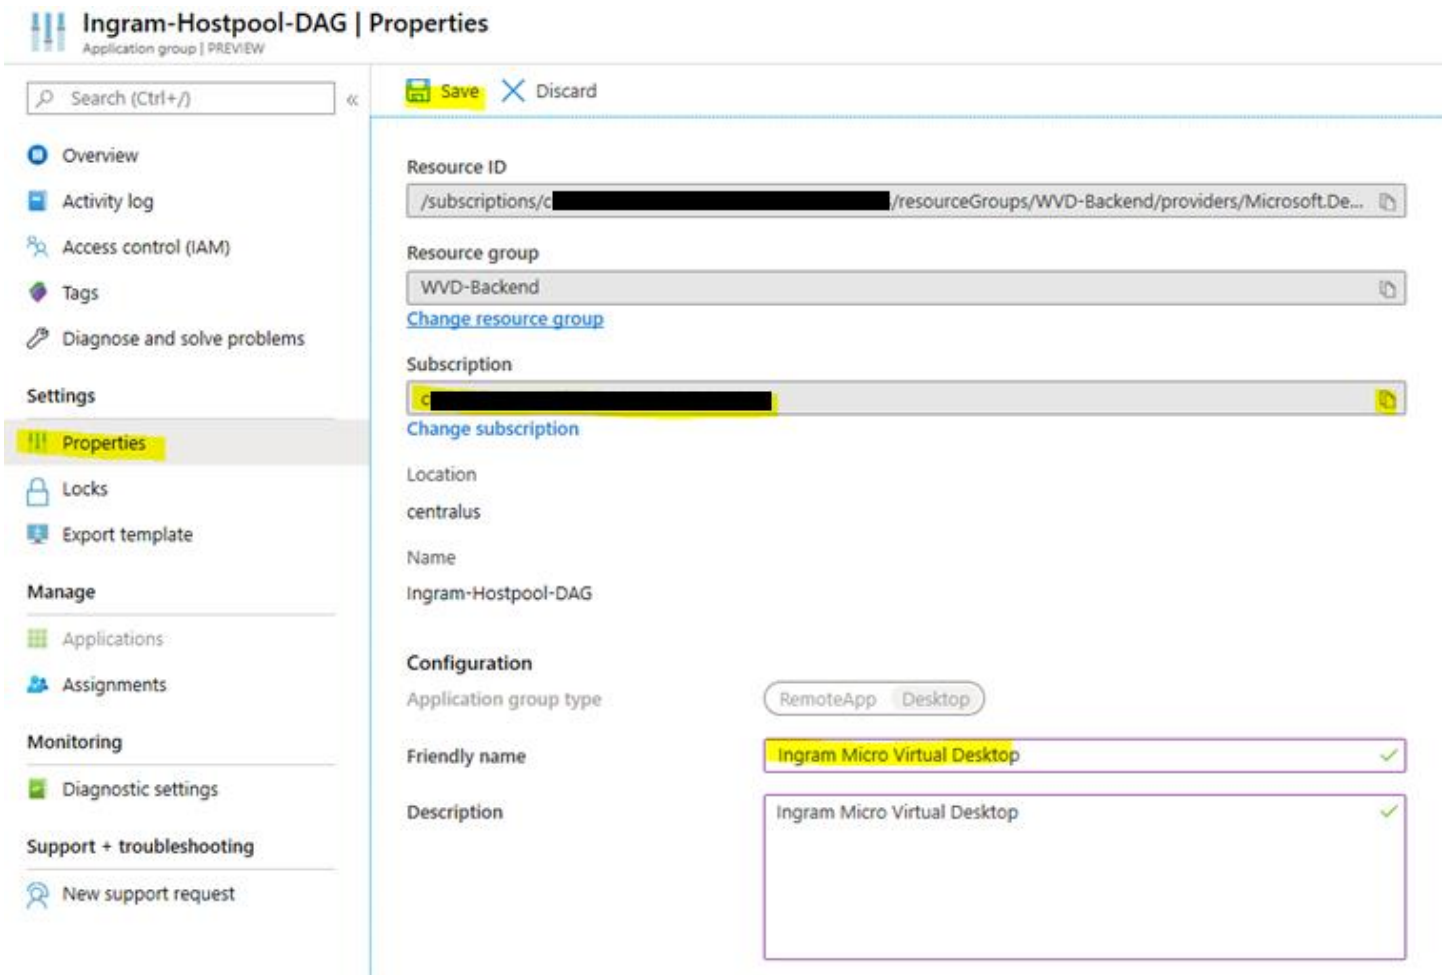 Ingram-Hostpool-DAG | Properties
Application group | PREVIEW
Search (Ctrl+/)
«
Save
Discard
Overview
Activity log
Access control (IAM)
Tags
Diagnose and solve problems
Settings
Properties
Locks
Export template
Manage
Applications
Assignments
Monitoring
Diagnostic settings
Support + troubleshooting
New support request
Resource ID
/subscriptions/c /resourceGroups/WVD-Backend/providers/Microsoft.De...
Resource group
WVD-Backend
Change resource group
Subscription
c
Change subscription
Location
centralus
Name
Ingram-Hostpool-DAG
Configuration
Application group type
RemoteApp Desktop
Friendly name
Ingram Micro Virtual Desktop
Description
Ingram Micro Virtual Desktop